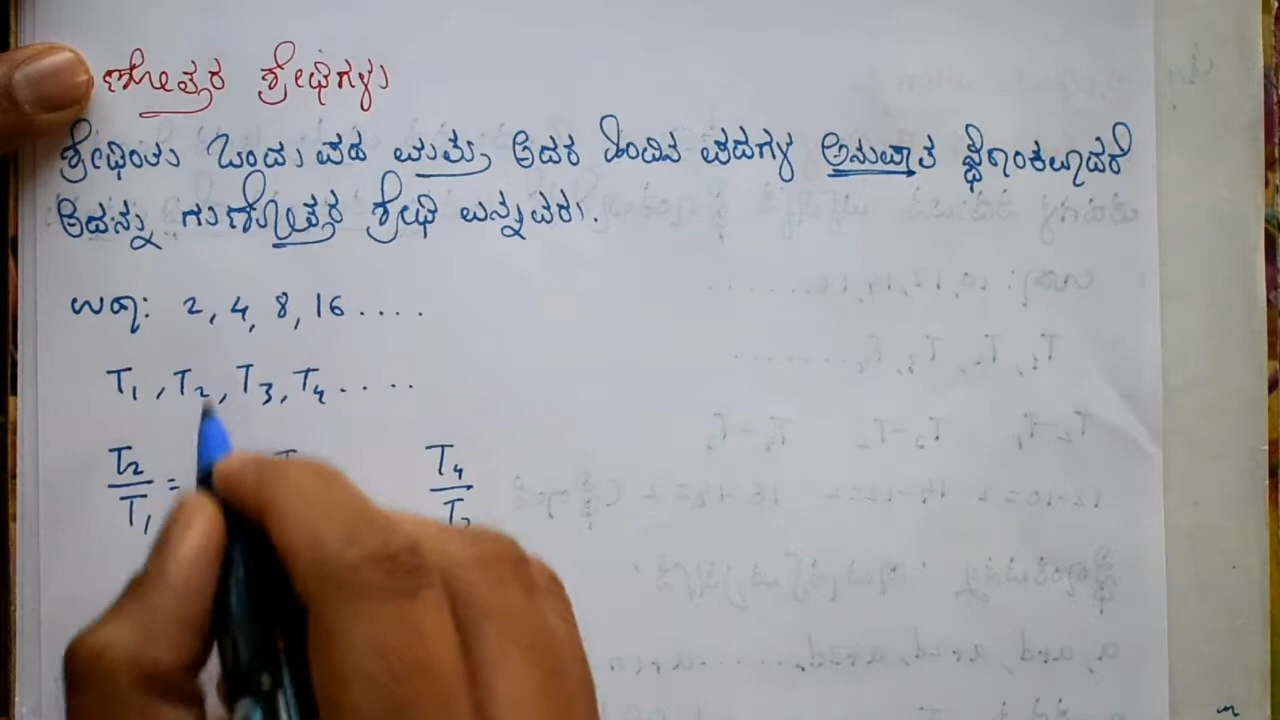 ಣೋತ್ತರ ಶ್ರೇಢಿಗಳು
ಶ್ರೇಢಿಯು ಒಂದು ಪದ ಮತ್ತು ಅದರ ಹಿಂದಿನ ಪದಗಳ ಅನುಪಾತ ಸ್ಥಿರಾಂಕವಾದರೆ
ಅದನ್ನು ಗುಣೋತ್ತರ ಶ್ರೇಢಿ ಎನ್ನುವರು.
ಉದಾ: 2, 4, 8, 16 ....
T₁, T₂, T₃, T₄ .....
T₂/T₁ = T₄/T₃